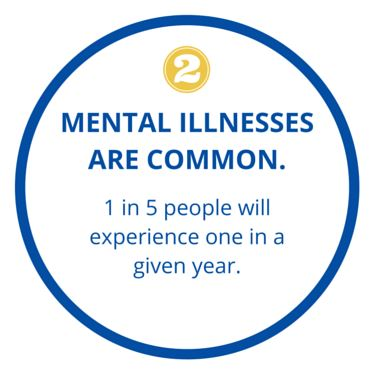 2
MENTAL ILLNESSES
ARE COMMON.
1 in 5 people will
experience one in a
given year.